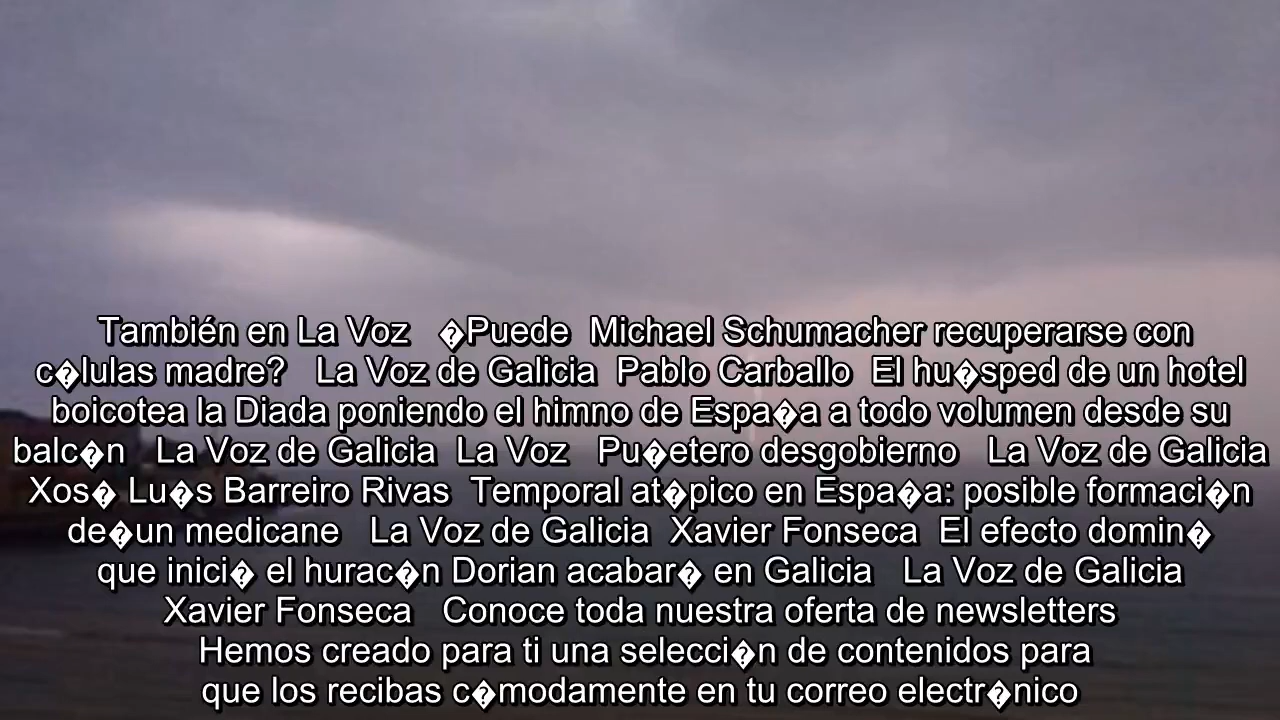 También en La Voz �Puede Michael Schumacher recuperarse con
c�lulas madre? La Voz de Galicia Pablo Carballo El hu�sped de un hotel
boicotea la Diada poniendo el himno de Espa�a a todo volumen desde su
balc�n La Voz de Galicia La Voz Pu�etero desgobierno La Voz de Galicia
Xos� Lu�s Barreiro Rivas Temporal at�pico en Espa�a: posible formaci�n
de�un medicane La Voz de Galicia Xavier Fonseca El efecto domin�
que inici� el hurac�n Dorian acabar� en Galicia La Voz de Galicia
Xavier Fonseca Conoce toda nuestra oferta de newsletters
Hemos creado para ti una selecci�n de contenidos para
que los recibas c�modamente en tu correo electr�nico